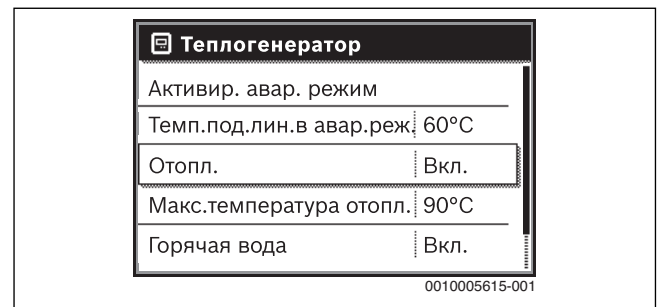 Теплогенератор
Активир. авар. режим
Темп.под.лин.в авар.реж. 60°C
Отопл. Вкл.
Макс.температура отопл. 90°C
Горячая вода Вкл.
0010005615-001